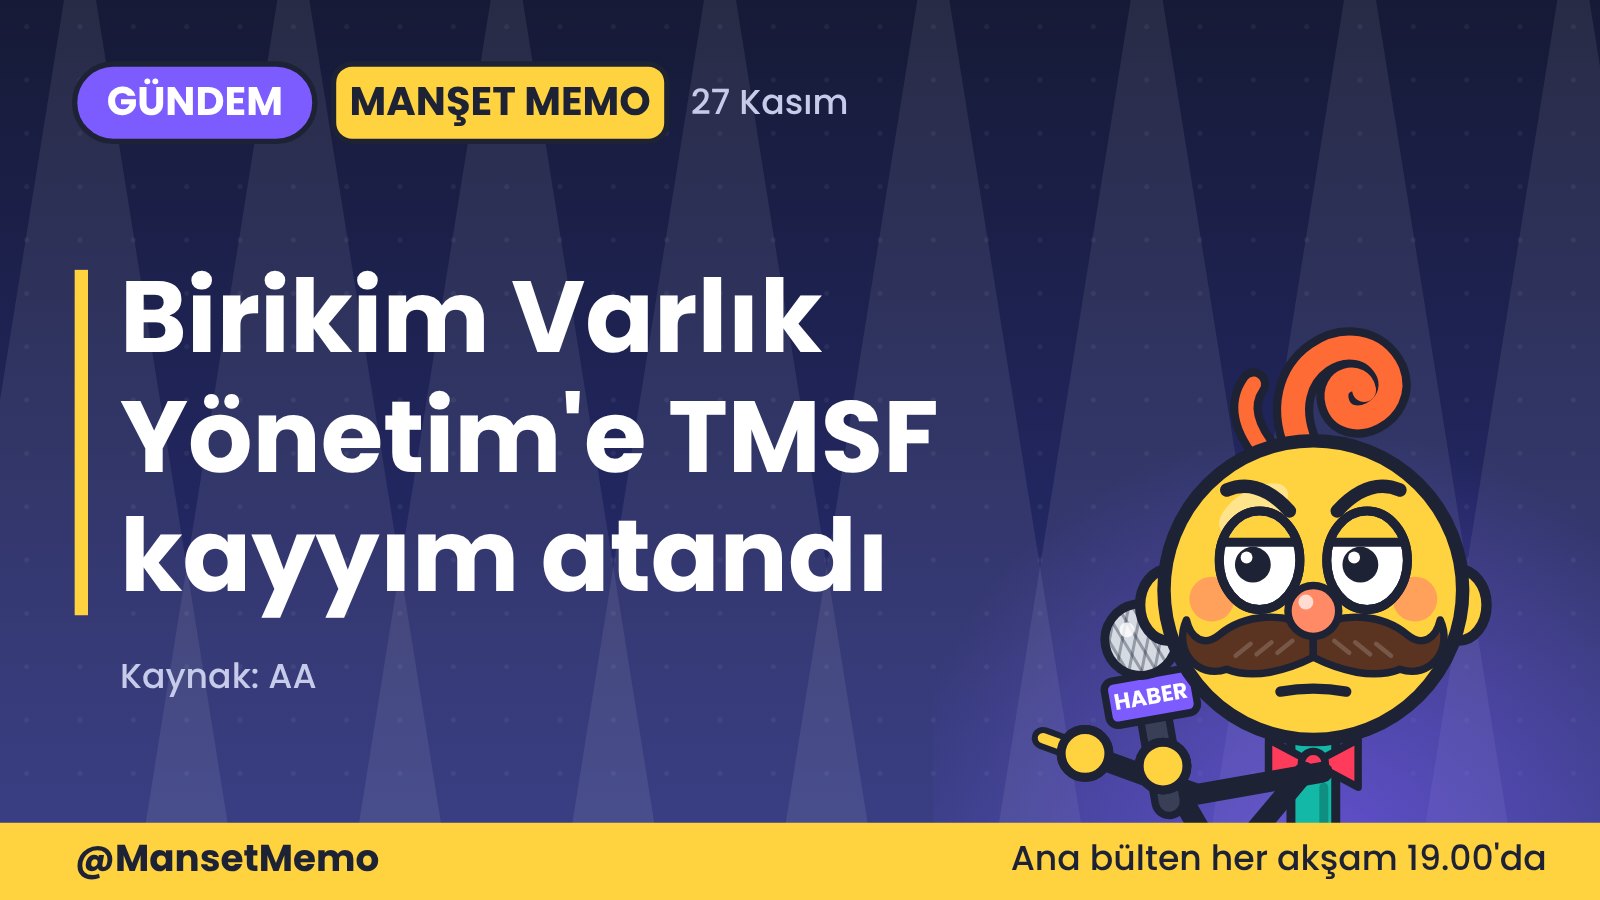 GÜNDEM MANŞET MEMO 27 Kasım
Birikim Varlık
Yönetim'e TMSF
kayyım atandı
Kaynak: AA
HABER
@MansetMemo
Ana bülten her akşam 19.00'da